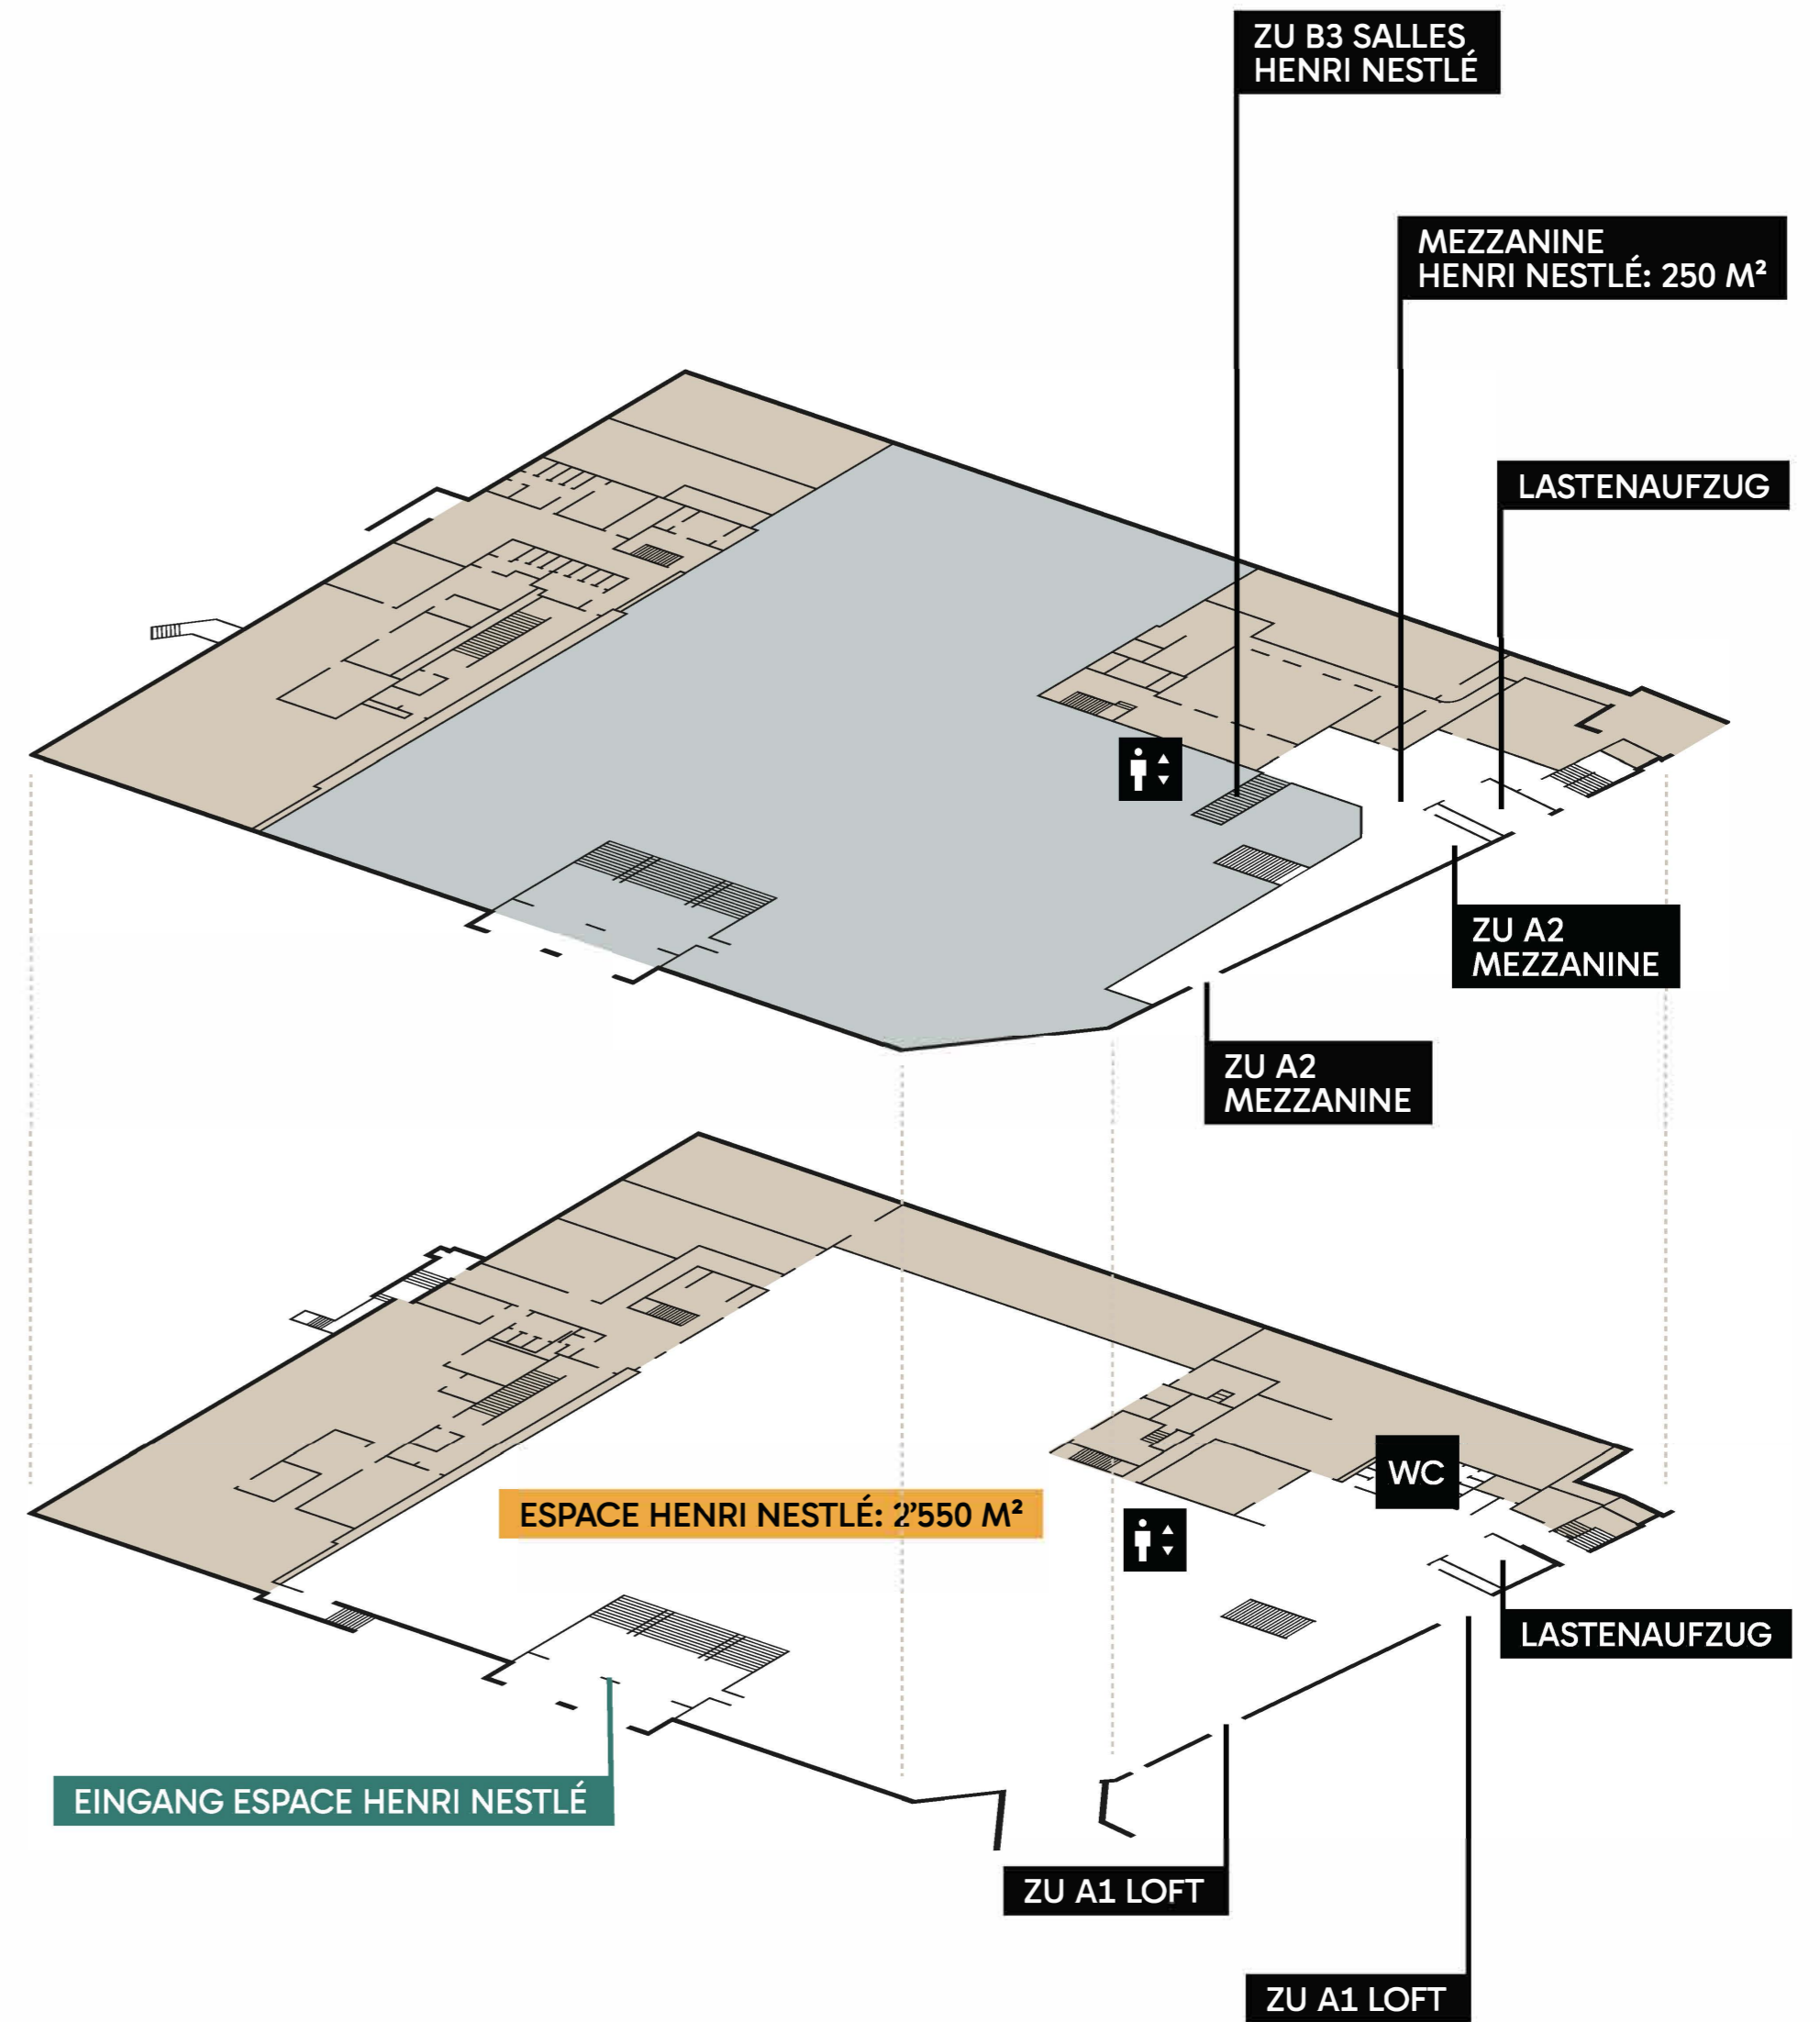 ZU B3 SALLES
HENRI NESTLÉ
MEZZANINE
HENRI NESTLÉ: 250 M²
LASTENAUFZUG
ZU A2
MEZZANINE
ZU A2
MEZZANINE
WC
ESPACE HENRI NESTLÉ: 2’550 M²
LASTENAUFZUG
EINGANG ESPACE HENRI NESTLÉ
ZU A1 LOFT
ZU A1 LOFT